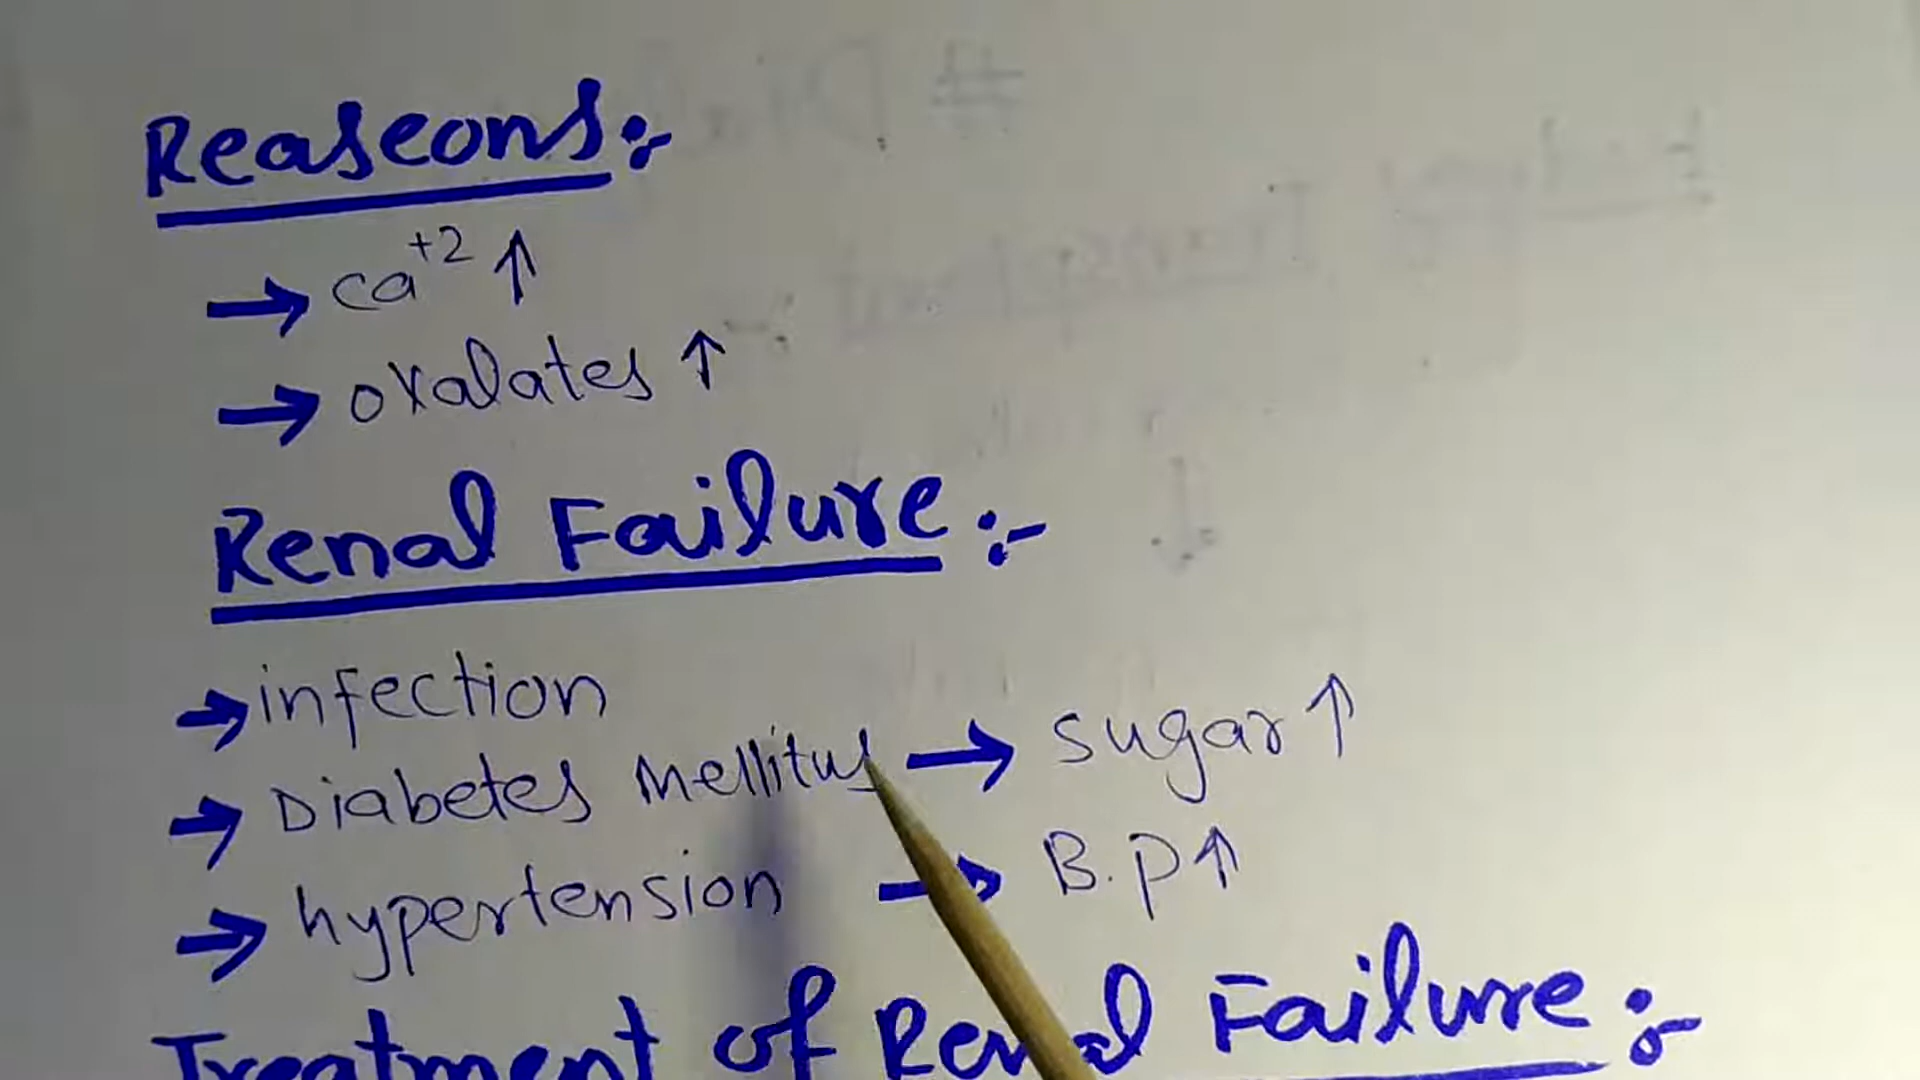 Reaseons:-
→ ca+2 ↑
→ oxalates ↑
Renal Failure :-
→ infection
→ Diabetes Mellitus → sugar ↑
→ hypertension → B.P ↑
Treatment of Renal Failure :-